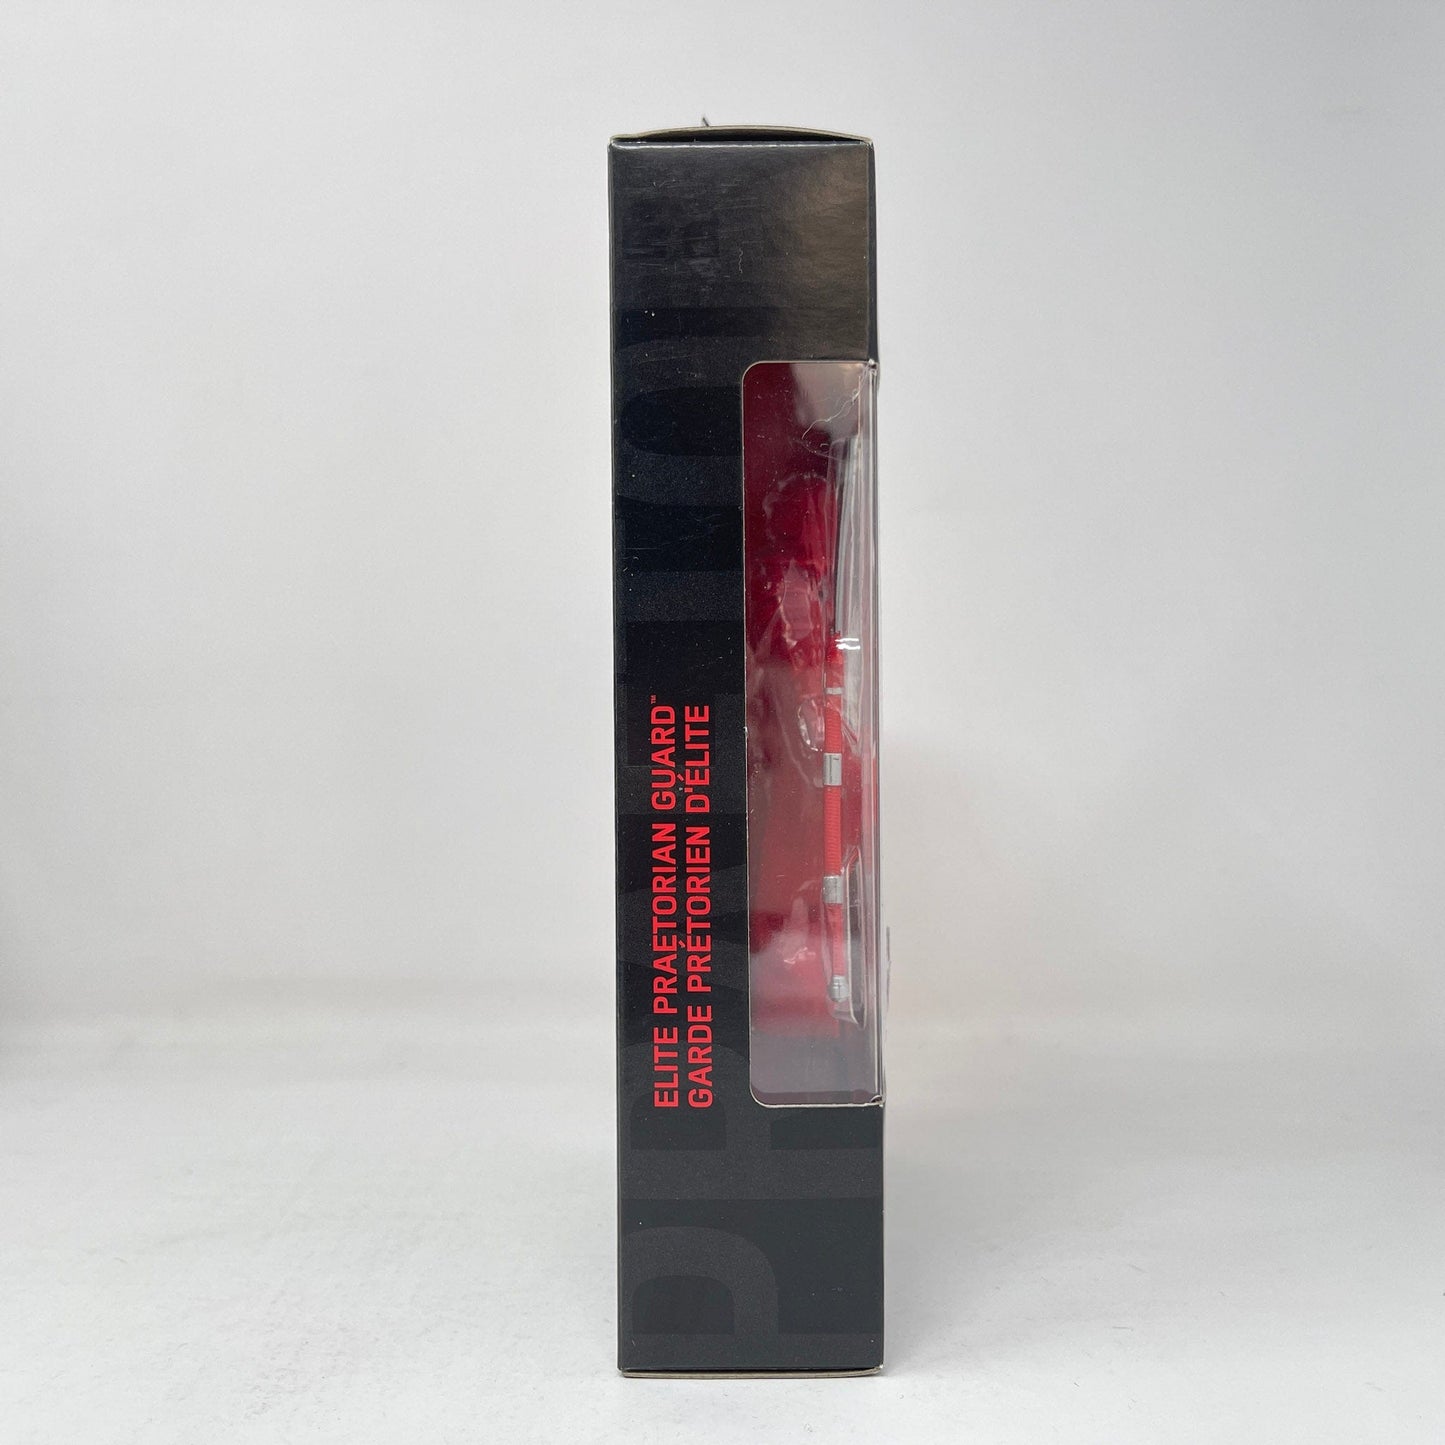 ELITE PRAETORIAN GUARD™
GARDE PRÉTORIEN D'ÉLITE